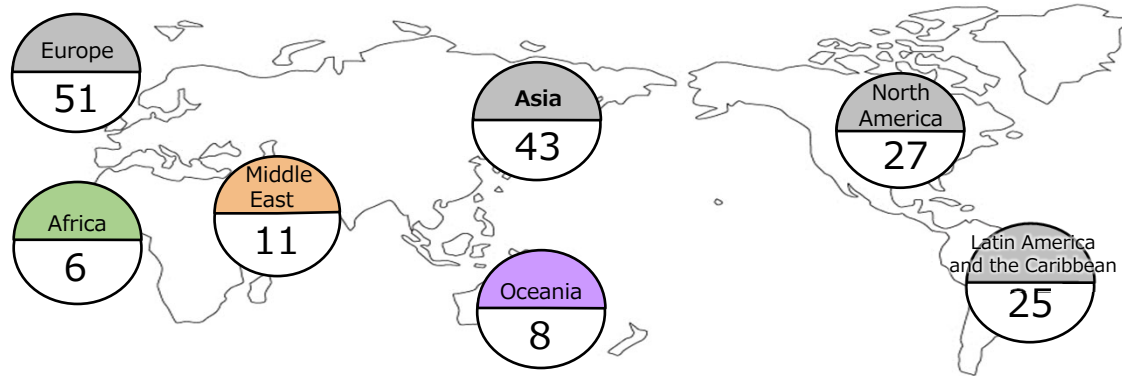 Europe
51
Asia
43
North
America
27
Middle
East
11
Africa
6
Latin America
and the Caribbean
25
Oceania
8